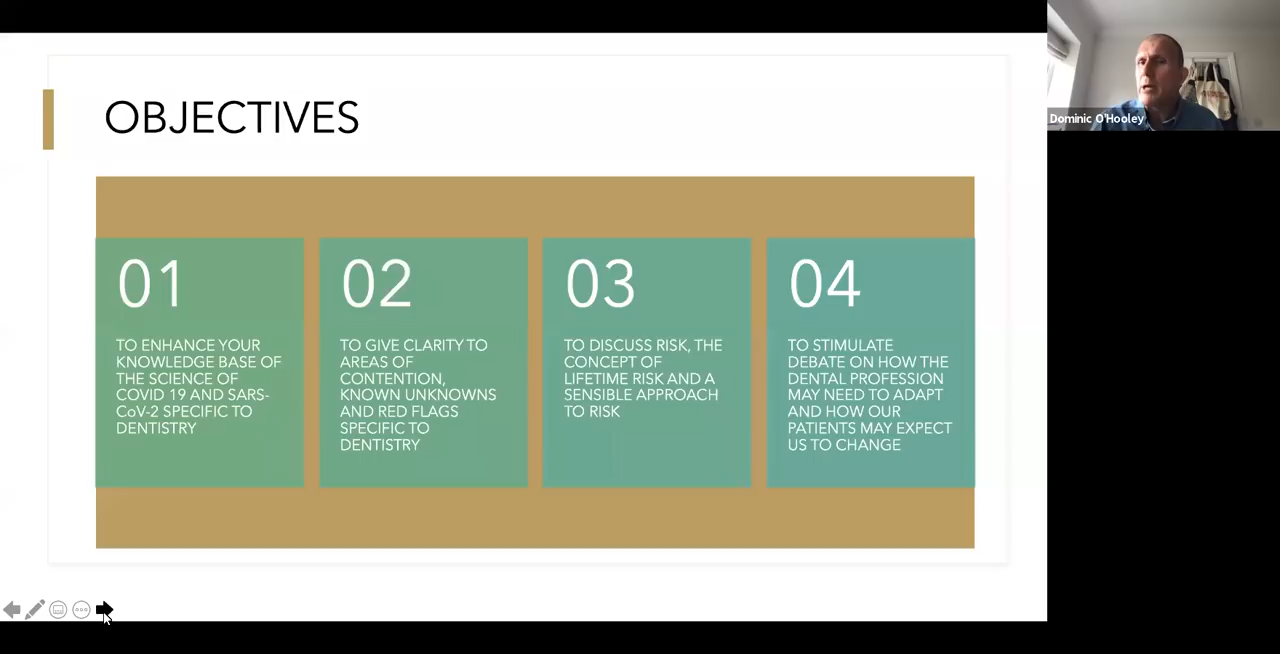 OBJECTIVES
01
TO ENHANCE YOUR
KNOWLEDGE BASE OF
THE SCIENCE OF
COVID 19 AND SARS-
CoV-2 SPECIFIC TO
DENTISTRY
02
TO GIVE CLARITY TO
AREAS OF
CONTENTION,
KNOWN UNKNOWNS
AND RED FLAGS
SPECIFIC TO
DENTISTRY
03
TO DISCUSS RISK, THE
CONCEPT OF
LIFETIME RISK AND A
SENSIBLE APPROACH
TO RISK
04
TO STIMULATE
DEBATE ON HOW THE
DENTAL PROFESSION
MAY NEED TO ADAPT
AND HOW OUR
PATIENTS MAY EXPECT
US TO CHANGE
Dominic O'Hooley